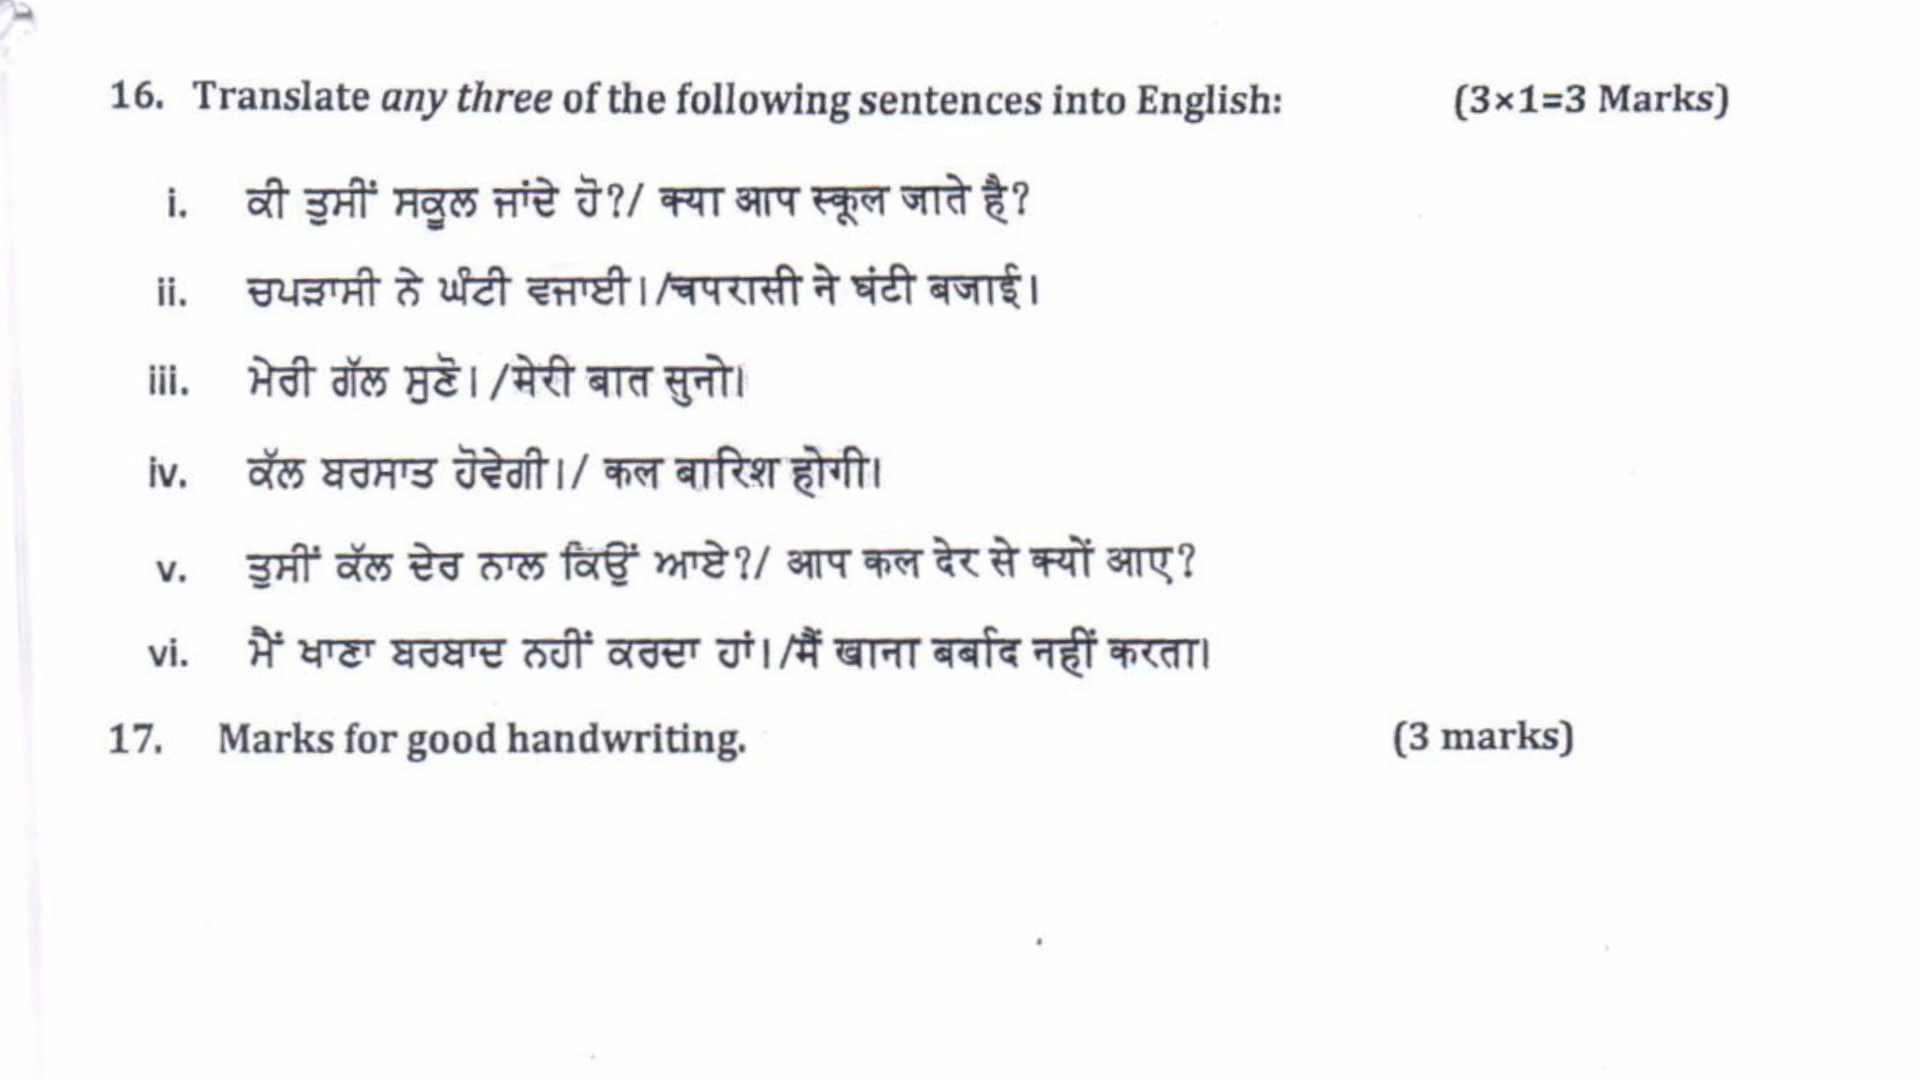 16. Translate any three of the following sentences into English: (3×1=3 Marks)
i. ਕੀ ਤੁਸੀਂ ਸਕੂਲ ਜਾਂਦੇ ਹੋ?/ क्या आप स्कूल जाते है?
ii. ਚਪੜਾਸੀ ਨੇ ਘੰਟੀ ਵਜਾਈ।/चपरासी ने घंटी बजाई।
iii. ਮੇਰੀ ਗੱਲ ਸੁਣੋ। /मेरी बात सुनो।
iv. ਕੱਲ ਬਰਸਾਤ ਹੋਵੇਗੀ।/ कल बारिश होगी।
v. ਤੁਸੀਂ ਕੱਲ ਦੇਰ ਨਾਲ ਕਿਉਂ ਆਏ?/ आप कल देर से क्यों आए?
vi. ਮੈਂ ਖਾਣਾ ਬਰਬਾਦ ਨਹੀਂ ਕਰਦਾ ਹਾਂ।/मैं खाना बर्बाद नहीं करता।
17. Marks for good handwriting. (3 marks)